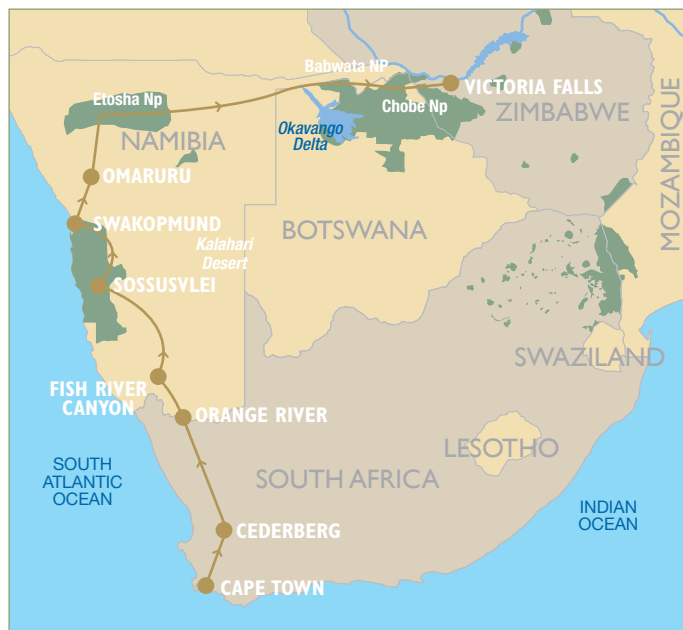 Babwata NP
VICTORIA FALLS
Etosha Np
Chobe Np
ZIMBABWE
Okavango
Delta
NAMIBIA
MOZAMBIQUE
OMARURU
SWAKOPMUND
BOTSWANA
Kalahari
Desert
SOSSUSVLEI
SWAZILAND
FISH RIVER
CANYON
ORANGE RIVER
LESOTHO
SOUTH
ATLANTIC
OCEAN
SOUTH AFRICA
INDIAN
OCEAN
CEDERBERG
CAPE TOWN